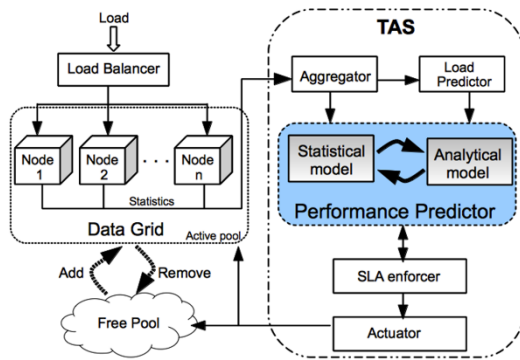 Load
TAS
Load Balancer
Aggregator
Load
Predictor
Node
1
Node
2
. . .
Node
n
Statistical
model
Analytical
model
Statistics
Performance Predictor
Data Grid
Active pool
Add
Remove
SLA enforcer
Free Pool
Actuator